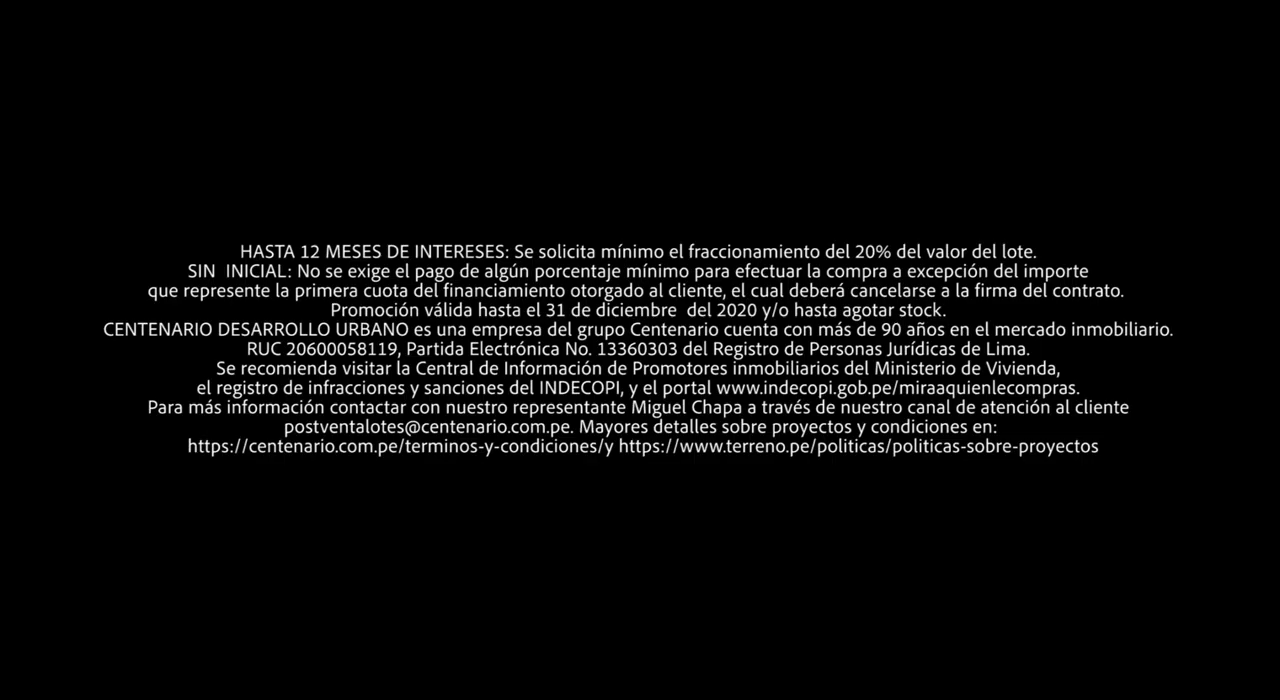 HASTA 12 MESES DE INTERESES: Se solicita mínimo el fraccionamiento del 20% del valor del lote.
SIN  INICIAL: No se exige el pago de algún porcentaje mínimo para efectuar la compra a excepción del importe
que represente la primera cuota del financiamiento otorgado al cliente, el cual deberá cancelarse a la firma del contrato.
Promoción válida hasta el 31 de diciembre  del 2020 y/o hasta agotar stock.
CENTENARIO DESARROLLO URBANO es una empresa del grupo Centenario cuenta con más de 90 años en el mercado inmobiliario.
RUC 20600058119, Partida Electrónica No. 13360303 del Registro de Personas Jurídicas de Lima.
Se recomienda visitar la Central de Información de Promotores inmobiliarios del Ministerio de Vivienda,
el registro de infracciones y sanciones del INDECOPI, y el portal www.indecopi.gob.pe/miraaquienlecompras.
Para más información contactar con nuestro representante Miguel Chapa a través de nuestro canal de atención al cliente
postventalotes@centenario.com.pe. Mayores detalles sobre proyectos y condiciones en:
https://centenario.com.pe/terminos-y-condiciones/y https://www.terreno.pe/politicas/politicas-sobre-proyectos